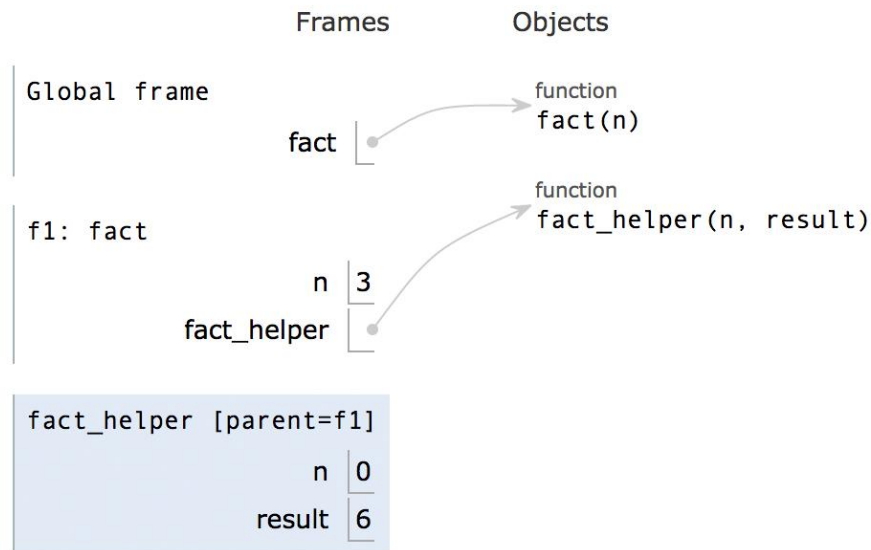 Frames Objects
Global frame
function
fact(n)
fact
function
fact_helper(n, result)
f1: fact
n 3
fact_helper
fact_helper [parent=f1]
n 0
result 6